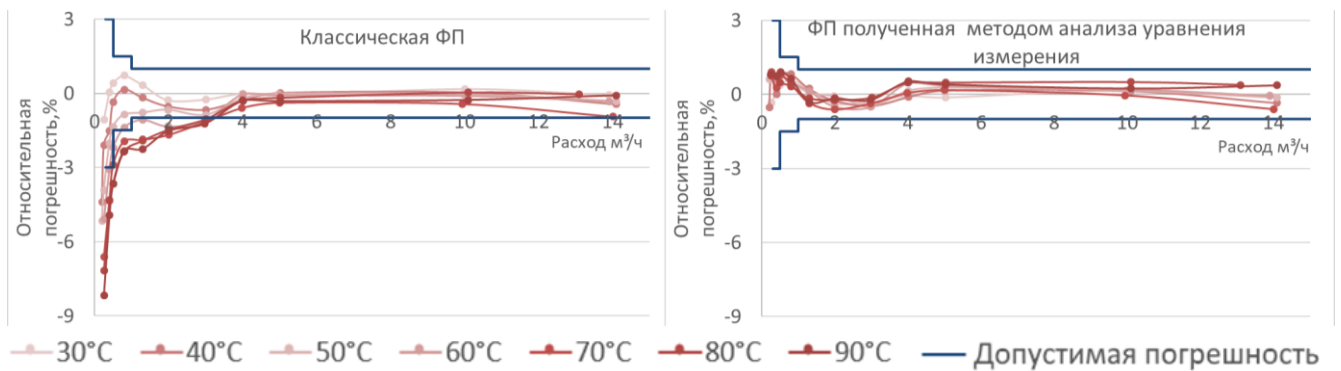 Классическая ФП
3
0
-3
-6
-9
0
2
4
6
8
10
12
14
Расход м³/ч
Относительная
погрешность,%
ФП полученная методом анализа уравнения
измерения
3
0
-3
-6
-9
0
2
4
6
8
10
12
14
Расход м³/ч
Относительная
погрешность,%
30°C 40°C 50°C 60°C 70°C 80°C 90°C Допустимая погрешность